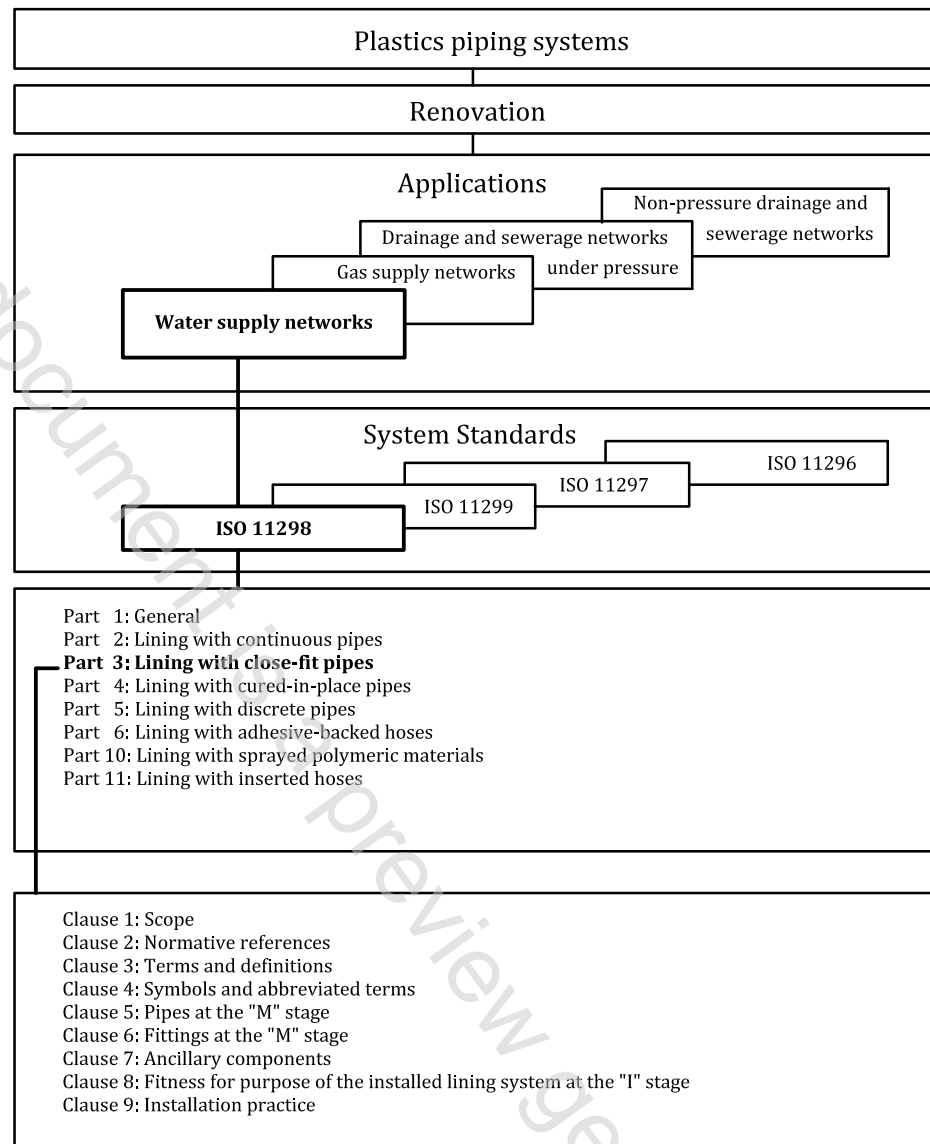 Plastics piping systems
Renovation
Applications
Non-pressure drainage and
sewerage networks
Drainage and sewerage networks
under pressure
Gas supply networks
Water supply networks
System Standards
ISO 11296
ISO 11297
ISO 11299
ISO 11298
Part 1: General
Part 2: Lining with continuous pipes
Part 3: Lining with close-fit pipes
Part 4: Lining with cured-in-place pipes
Part 5: Lining with discrete pipes
Part 6: Lining with adhesive-backed hoses
Part 10: Lining with sprayed polymeric materials
Part 11: Lining with inserted hoses
Clause 1: Scope
Clause 2: Normative references
Clause 3: Terms and definitions
Clause 4: Symbols and abbreviated terms
Clause 5: Pipes at the "M" stage
Clause 6: Fittings at the "M" stage
Clause 7: Ancillary components
Clause 8: Fitness for purpose of the installed lining system at the "I" stage
Clause 9: Installation practice
document is a preview ge